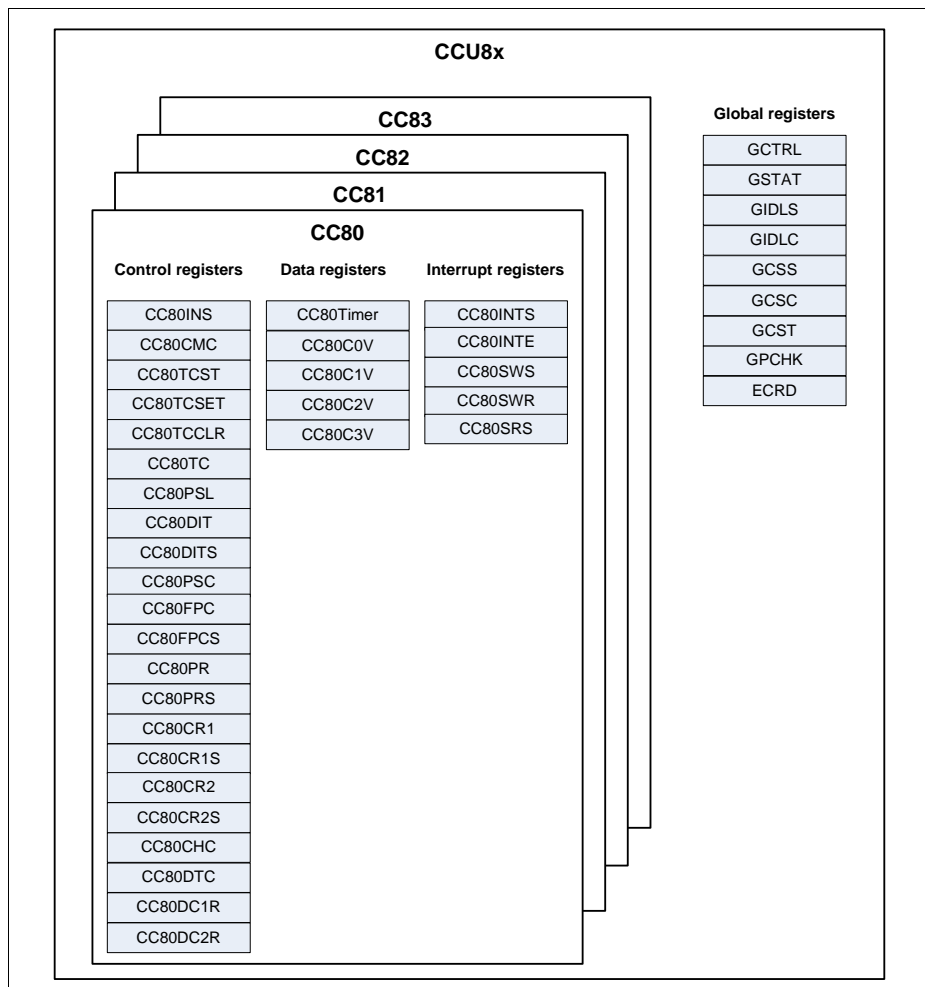 CCU8x
CC83
CC82
CC81
CC80
Control registers
CC80INS
CC80CMC
CC80TCST
CC80TCSET
CC80TCCLR
CC80TC
CC80PSL
CC80DIT
CC80DITS
CC80PSC
CC80FPC
CC80FPCS
CC80PR
CC80PRS
CC80CR1
CC80CR1S
CC80CR2
CC80CR2S
CC80CHC
CC80DTC
CC80DC1R
CC80DC2R
Data registers
CC80Timer
CC80C0V
CC80C1V
CC80C2V
CC80C3V
Interrupt registers
CC80INTS
CC80INTE
CC80SWS
CC80SWR
CC80SRS
Global registers
GCTRL
GSTAT
GIDLS
GIDLC
GCSS
GCSC
GCST
GPCHK
ECRD